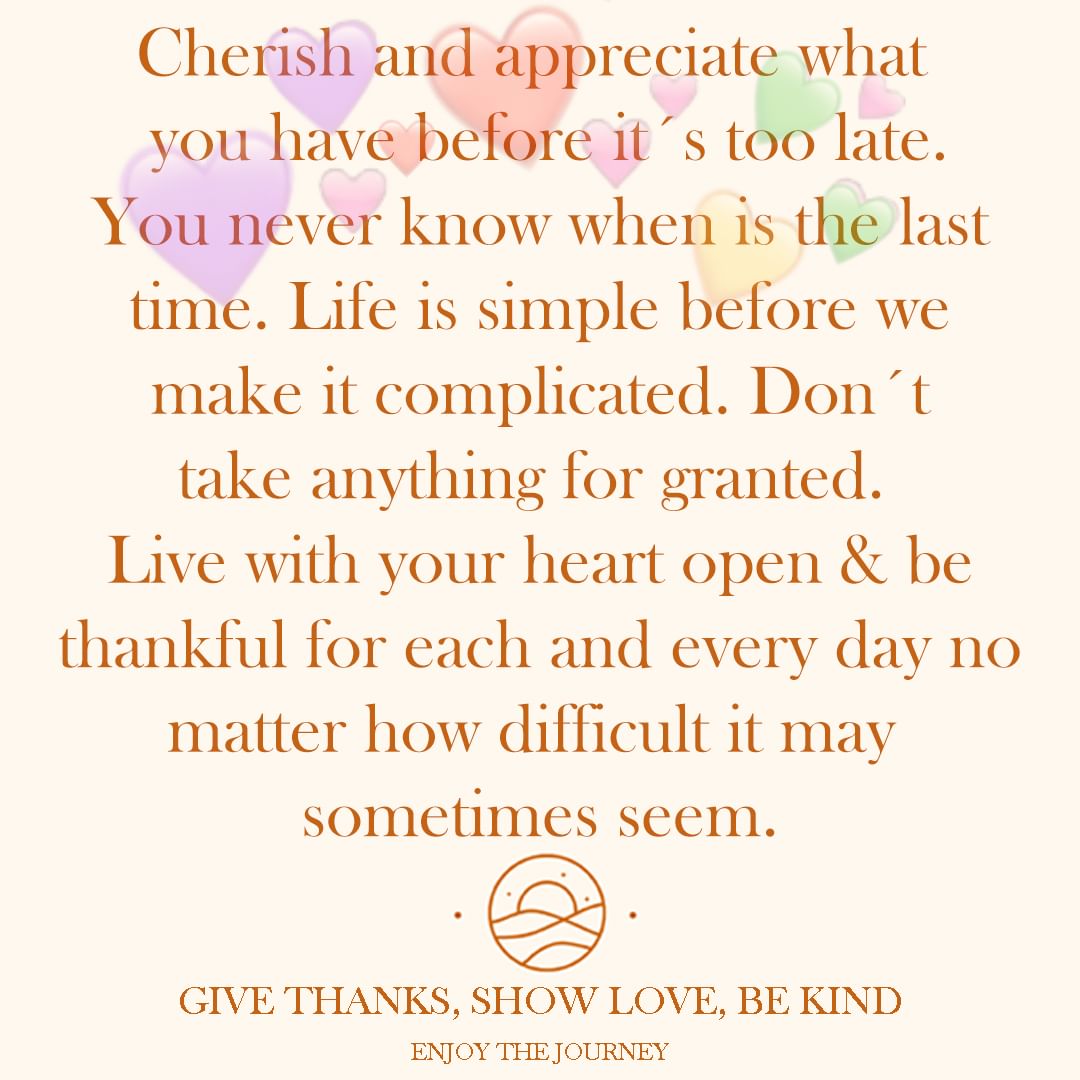 Cherish and appreciate what
you have before it´s too late.
You never know when is the last
time. Life is simple before we
make it complicated. Don´t
take anything for granted.
Live with your heart open & be
thankful for each and every day no
matter how difficult it may
sometimes seem.
GIVE THANKS, SHOW LOVE, BE KIND
ENJOY THE JOURNEY